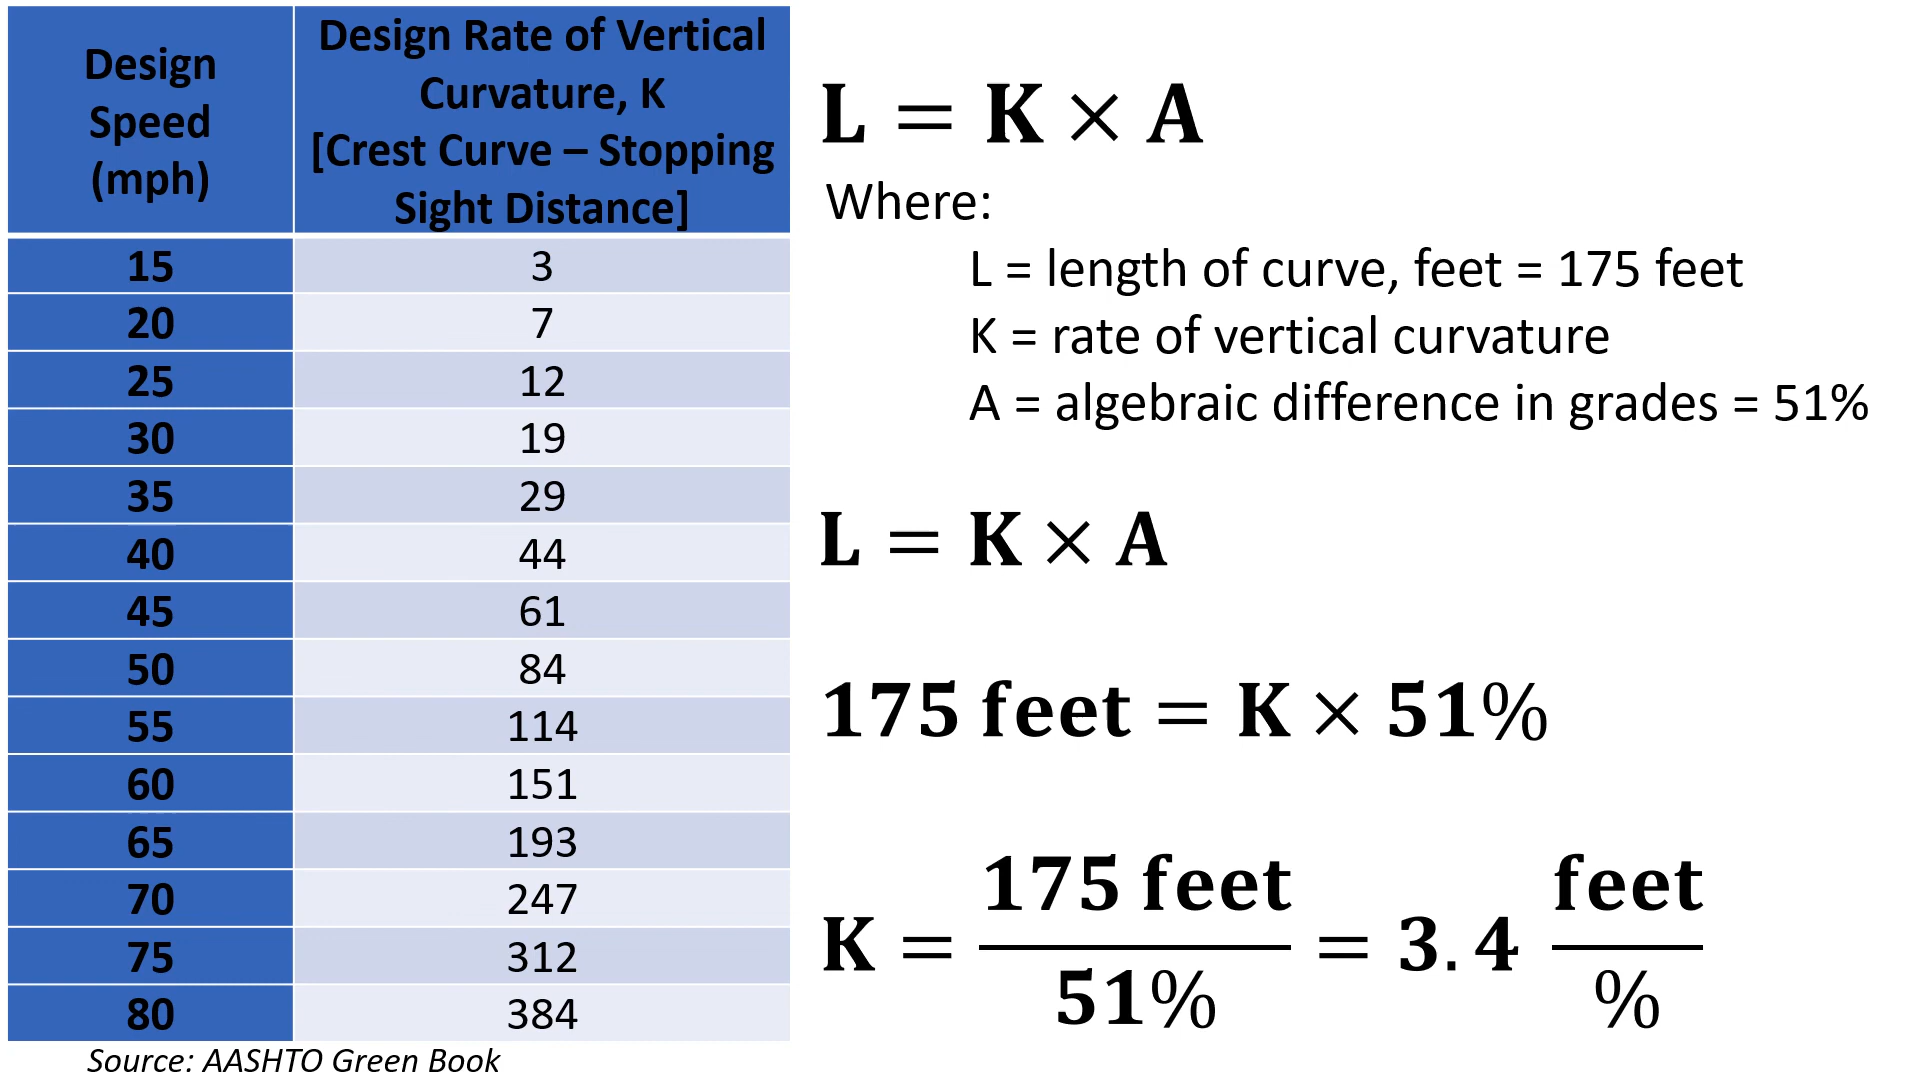 Design Speed (mph)
Design Rate of Vertical Curvature, K
[Crest Curve – Stopping Sight Distance]
15 3
20 7
25 12
30 19
35 29
40 44
45 61
50 84
55 114
60 151
65 193
70 247
75 312
80 384
Source: AASHTO Green Book
L = K × A
Where:
L = length of curve, feet = 175 feet
K = rate of vertical curvature
A = algebraic difference in grades = 51%
L = K × A
175 feet = K × 51%
K = 175 feet / 51% = 3.4 feet / %